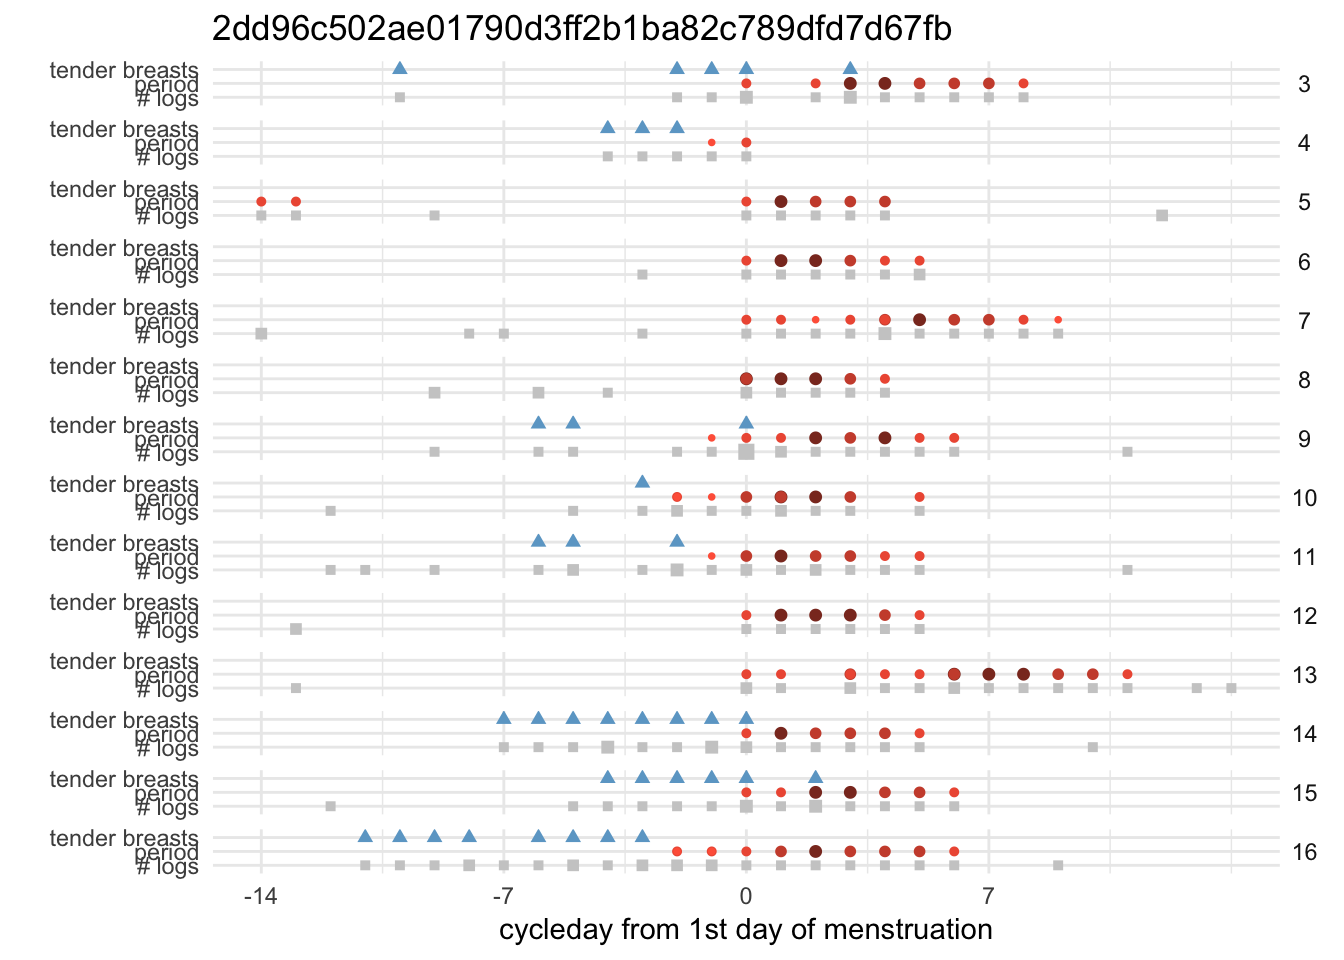 2dd96c502ae01790d3ff2b1ba82c789dfd7d67fb
tender breasts
period
# logs
3
tender breasts
period
# logs
4
tender breasts
period
# logs
5
tender breasts
period
# logs
6
tender breasts
period
# logs
7
tender breasts
period
# logs
8
tender breasts
period
# logs
9
tender breasts
period
# logs
10
tender breasts
period
# logs
11
tender breasts
period
# logs
12
tender breasts
period
# logs
13
tender breasts
period
# logs
14
tender breasts
period
# logs
15
tender breasts
period
# logs
16
-14 -7 0 7
cycleday from 1st day of menstruation